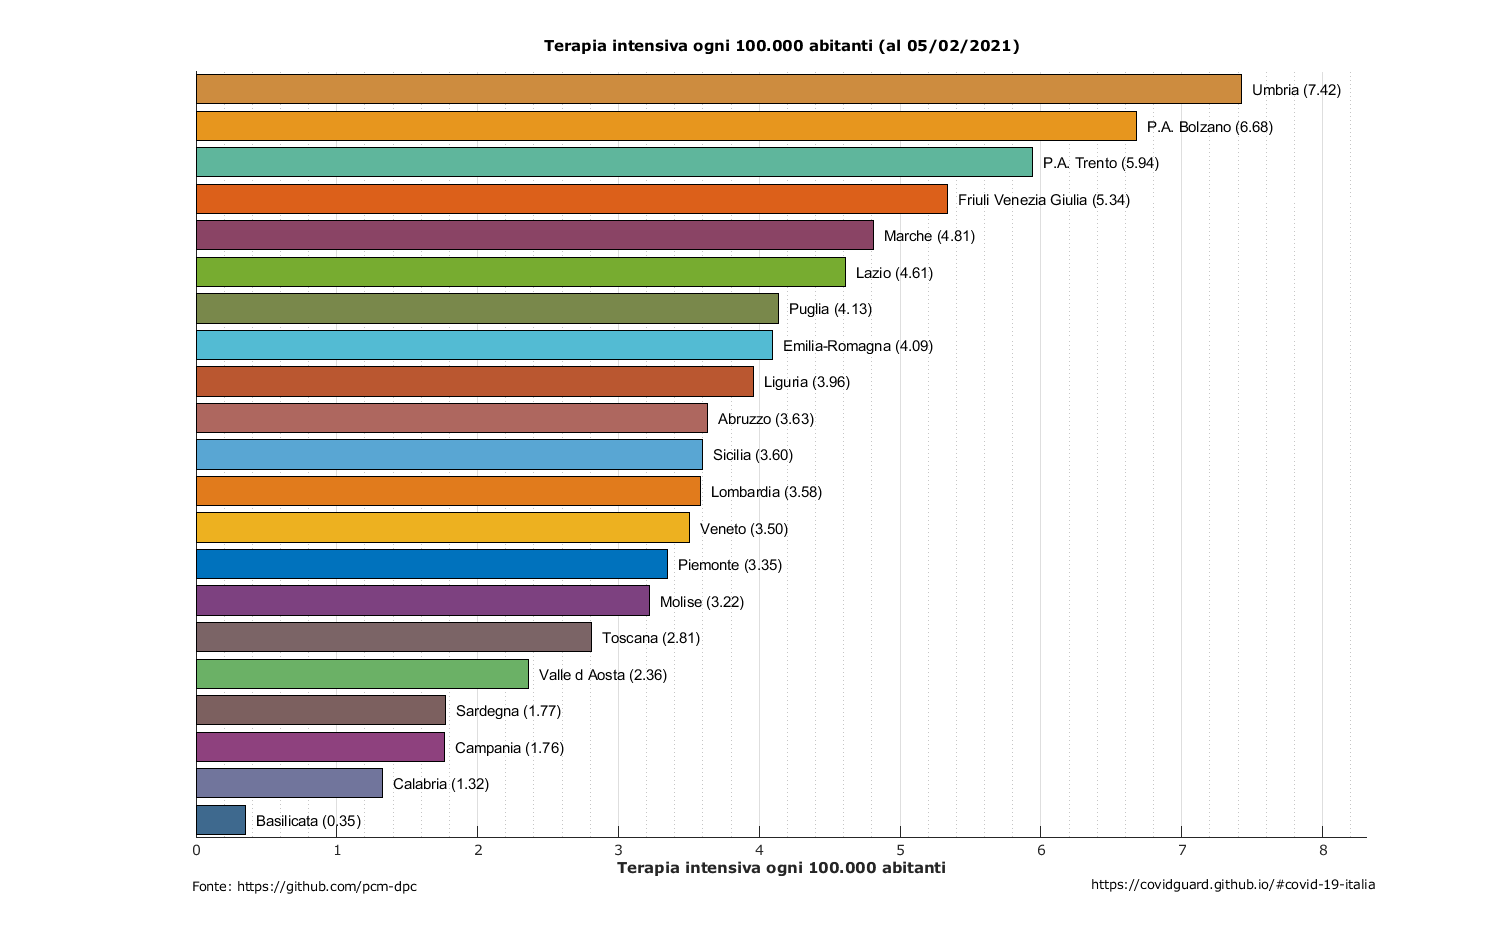 Terapia intensiva ogni 100.000 abitanti (al 05/02/2021)
Umbria (7.42)
P.A. Bolzano (6.68)
P.A. Trento (5.94)
Friuli Venezia Giulia (5.34)
Marche (4.81)
Lazio (4.61)
Puglia (4.13)
Emilia-Romagna (4.09)
Liguria (3.96)
Abruzzo (3.63)
Sicilia (3.60)
Lombardia (3.58)
Veneto (3.50)
Piemonte (3.35)
Molise (3.22)
Toscana (2.81)
Valle d Aosta (2.36)
Sardegna (1.77)
Campania (1.76)
Calabria (1.32)
Basilicata (0.35)
0 1 2 3 4 5 6 7 8
Terapia intensiva ogni 100.000 abitanti
Fonte: https://github.com/pcm-dpc
https://covidguard.github.io/#covid-19-italia